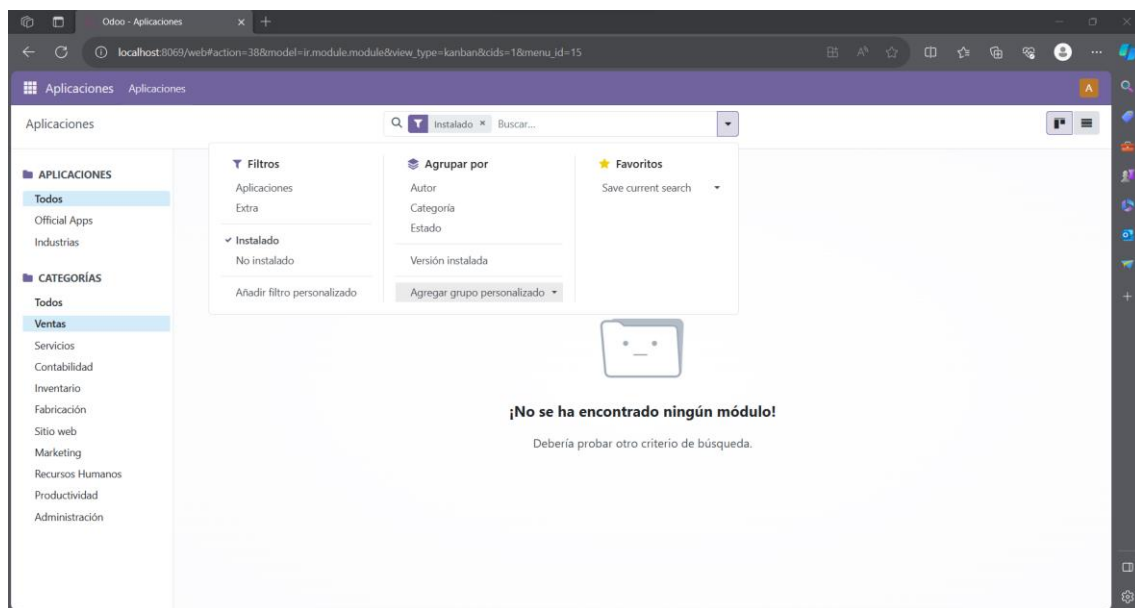 Odoo - Aplicaciones
localhost:8069/web#action=38&model=ir.module.module&view_type=kanban&cids=1&menu_id=15
Aplicaciones Aplicaciones
A
Aplicaciones
Instalado × Buscar...
APLICACIONES
Todos
Official Apps
Industrias
CATEGORÍAS
Todos
Ventas
Servicios
Contabilidad
Inventario
Fabricación
Sitio web
Marketing
Recursos Humanos
Productividad
Administración
Filtros
Aplicaciones
Extra
Instalado
No instalado
Añadir filtro personalizado
Agrupar por
Autor
Categoría
Estado
Versión instalada
Agregar grupo personalizado
Favoritos
Save current search
¡No se ha encontrado ningún módulo!
Debería probar otro criterio de búsqueda.